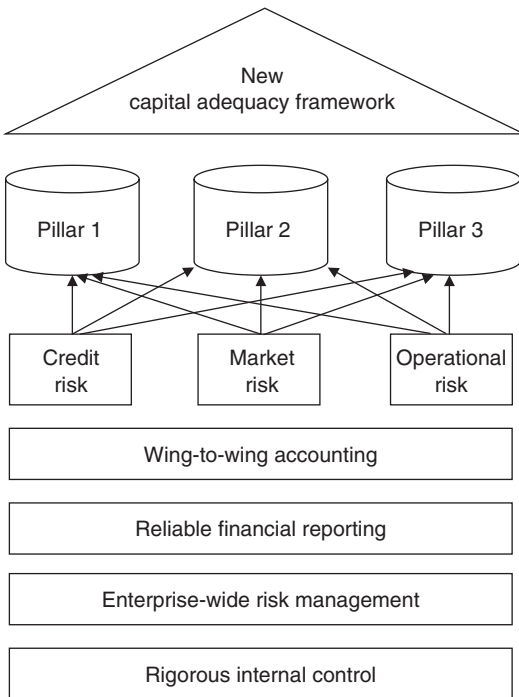 New
capital adequacy framework
Pillar 1
Pillar 2
Pillar 3
Credit
risk
Market
risk
Operational
risk
Wing-to-wing accounting
Reliable financial reporting
Enterprise-wide risk management
Rigorous internal control